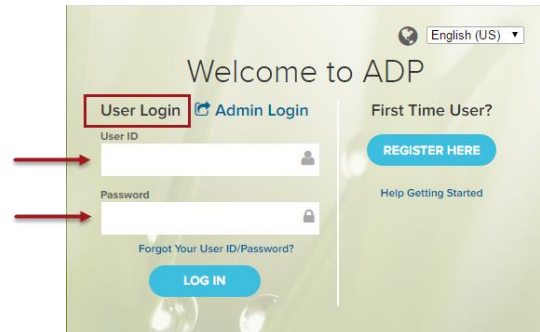 English (US)
Welcome to ADP
User Login Admin Login
User ID
Password
Forgot Your User ID/Password?
LOG IN
First Time User?
REGISTER HERE
Help Getting Started